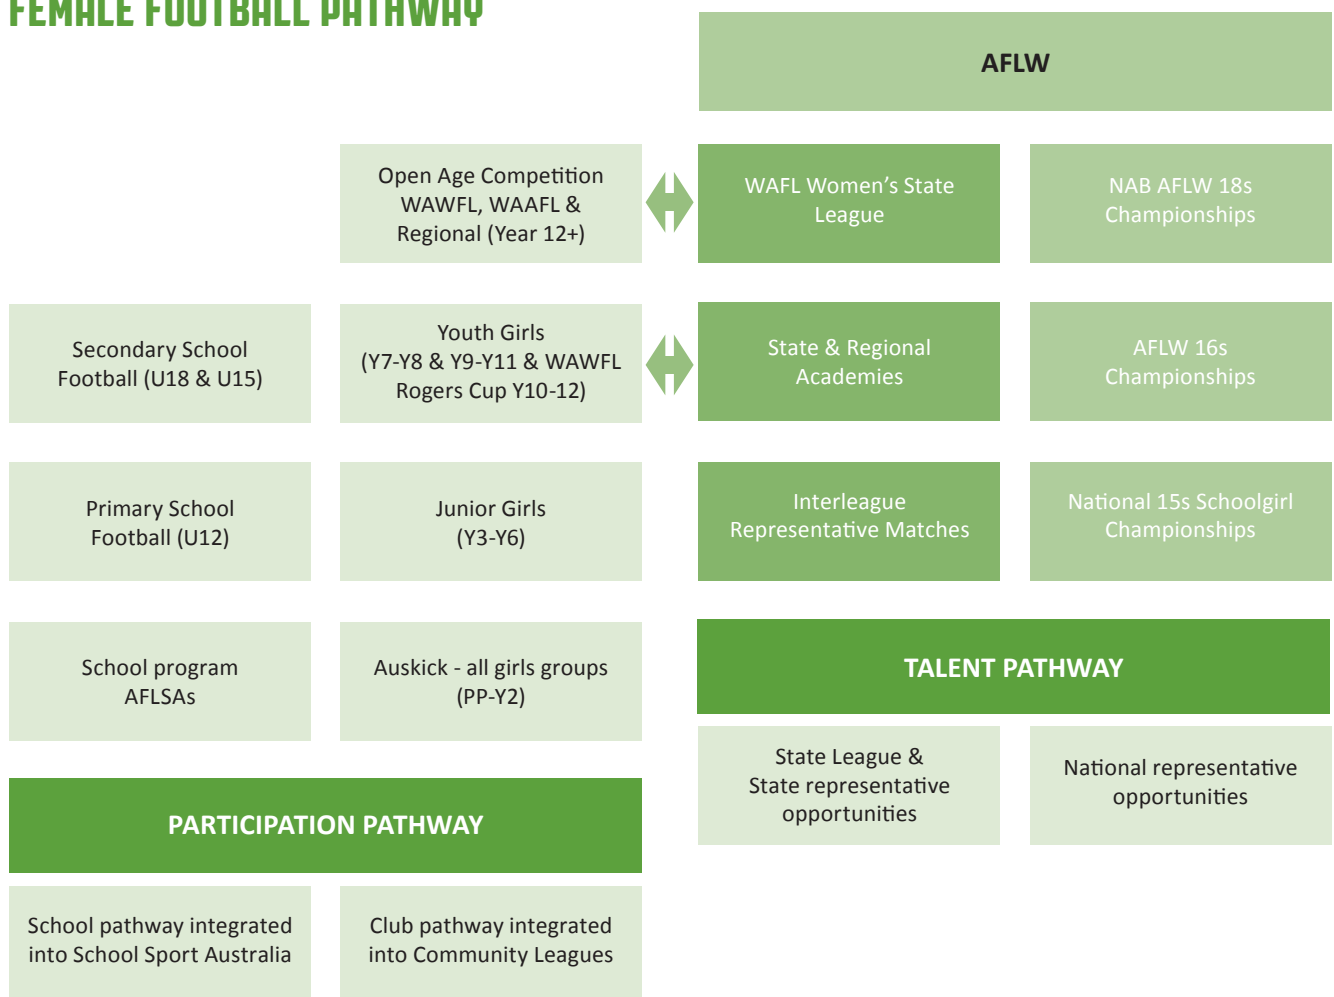 FEMALE FOOTBALL PATHWAY
AFLW
Open Age Competition
WAWFL, WAAFL &
Regional (Year 12+)
WAFL Women's State
League
NAB AFLW 18s
Championships
Secondary School
Football (U18 & U15)
Youth Girls
(Y7-Y8 & Y9-Y11 & WAWFL
Rogers Cup Y10-12)
State & Regional
Academies
AFLW 16s
Championships
Primary School
Football (U12)
Junior Girls
(Y3-Y6)
Interleague
Representative Matches
National 15s Schoolgirl
Championships
School program
AFLSAs
Auskick - all girls groups
(PP-Y2)
TALENT PATHWAY
State League &
State representative
opportunities
National representative
opportunities
PARTICIPATION PATHWAY
School pathway integrated
into School Sport Australia
Club pathway integrated
into Community Leagues